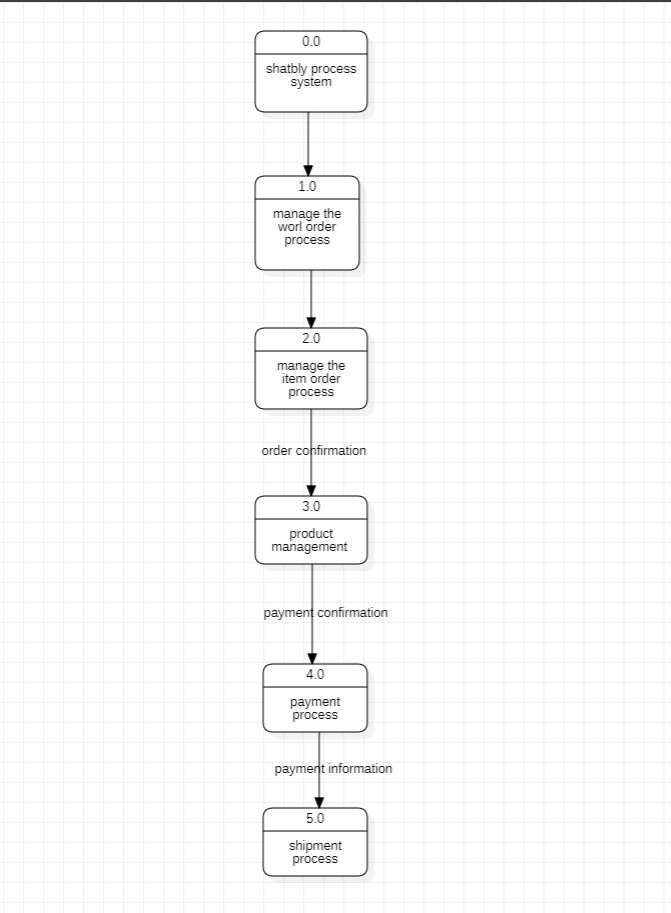 0.0
shatbly process
system
1.0
manage the
worl order
process
2.0
manage the
item order
process
order confirmation
3.0
product
management
payment confirmation
4.0
payment
process
payment information
5.0
shipment
process